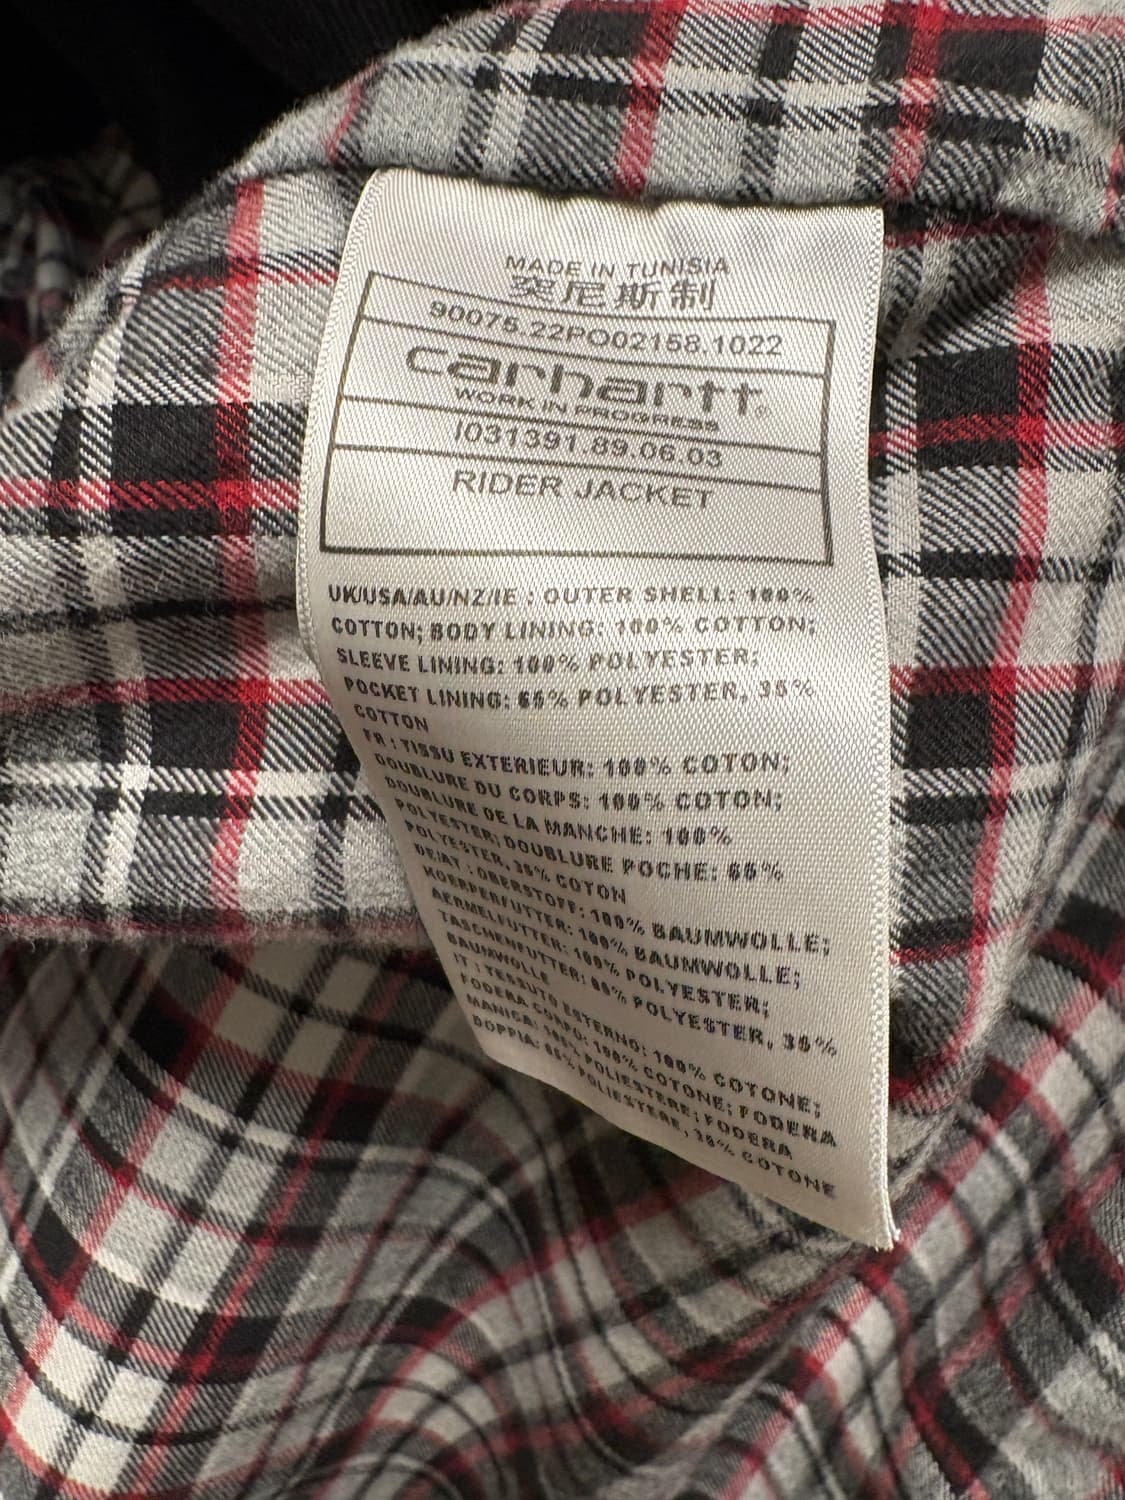 MADE IN TUNISIA
突尼斯制
90075.22PO02158.1022
carhartt®
WORK IN PROGRESS
I031391.89.06.03
RIDER JACKET
UK/USA/AU/NZ/IE : OUTER SHELL: 100%
COTTON; BODY LINING: 100% COTTON;
SLEEVE LINING: 100% POLYESTER;
POCKET LINING: 65% POLYESTER, 35%
COTTON
FR : TISSU EXTERIEUR: 100% COTON;
DOUBLURE DU CORPS: 100% COTON;
DOUBLURE DE LA MANCHE: 100%
POLYESTER; DOUBLURE POCHE: 65%
POLYESTER, 35% COTON
DE/AT : OBERSTOFF: 100% BAUMWOLLE;
KOERPERFUTTER: 100% BAUMWOLLE;
AERMELFUTTER: 100% POLYESTER;
TASCHENFUTTER: 65% POLYESTER, 35%
BAUMWOLLE
IT : TESSUTO ESTERNO: 100% COTONE;
FODERA CORPO: 100% COTONE; FODERA
MANICA: 100% POLIESTERE; FODERA
DOPPIA: 65% POLIESTERE, 35% COTONE